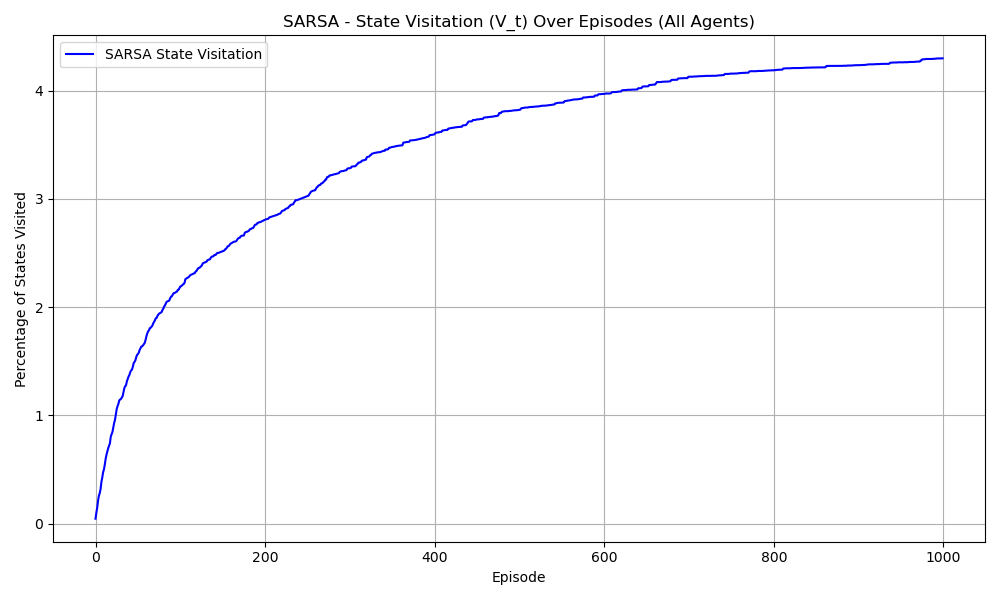 SARSA - State Visitation (V_t) Over Episodes (All Agents)
SARSA State Visitation
Percentage of States Visited
4
3
2
1
0
0 200 400 600 800 1000
Episode